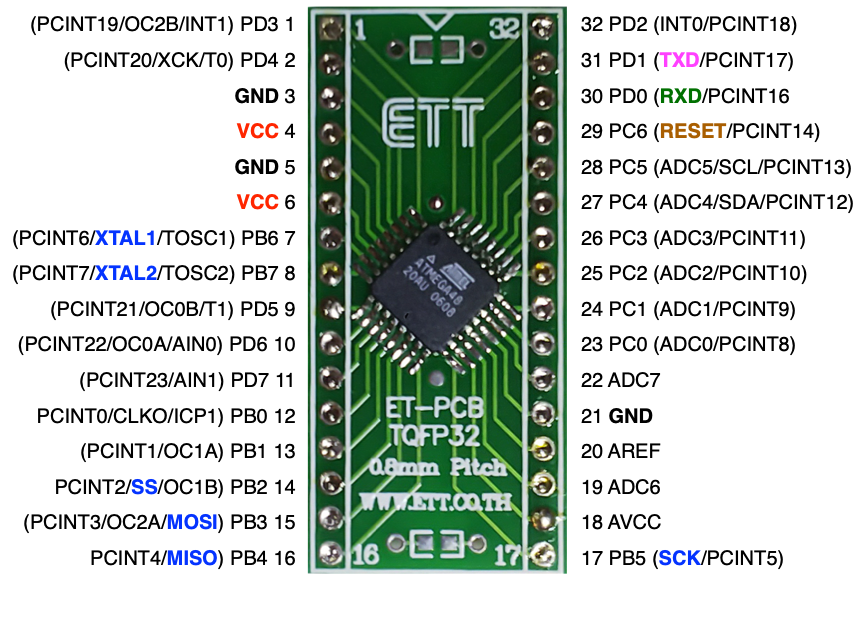 (PCINT19/OC2B/INT1) PD3 1
(PCINT20/XCK/T0) PD4 2
GND 3
VCC 4
GND 5
VCC 6
(PCINT6/XTAL1/TOSC1) PB6 7
(PCINT7/XTAL2/TOSC2) PB7 8
(PCINT21/OC0B/T1) PD5 9
(PCINT22/OC0A/AIN0) PD6 10
(PCINT23/AIN1) PD7 11
PCINT0/CLKO/ICP1) PB0 12
(PCINT1/OC1A) PB1 13
PCINT2/SS/OC1B) PB2 14
(PCINT3/OC2A/MOSI) PB3 15
PCINT4/MISO) PB4 16
1 32
ETT
ATMEL
ATMEGA48
20AU 0608
ET-PCB
TQFP32
0.8mm Pitch
WWW.ETT.CO.TH
16 17
32 PD2 (INT0/PCINT18)
31 PD1 (TXD/PCINT17)
30 PD0 (RXD/PCINT16
29 PC6 (RESET/PCINT14)
28 PC5 (ADC5/SCL/PCINT13)
27 PC4 (ADC4/SDA/PCINT12)
26 PC3 (ADC3/PCINT11)
25 PC2 (ADC2/PCINT10)
24 PC1 (ADC1/PCINT9)
23 PC0 (ADC0/PCINT8)
22 ADC7
21 GND
20 AREF
19 ADC6
18 AVCC
17 PB5 (SCK/PCINT5)